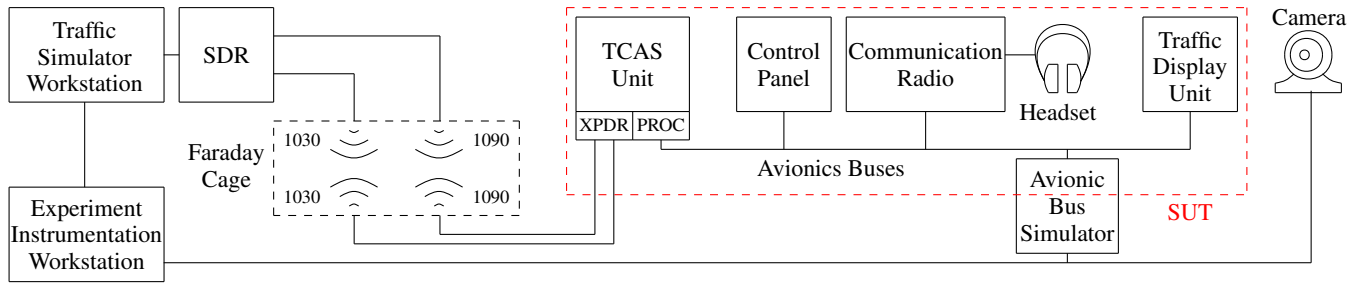 Traffic
Simulator
Workstation
SDR
TCAS
Unit
XPDR
PROC
Control
Panel
Communication
Radio
Headset
Traffic
Display
Unit
Camera
Faraday
Cage
1030
1090
1030
1090
Avionics Buses
Avionic
Bus
Simulator
SUT
Experiment
Instrumentation
Workstation